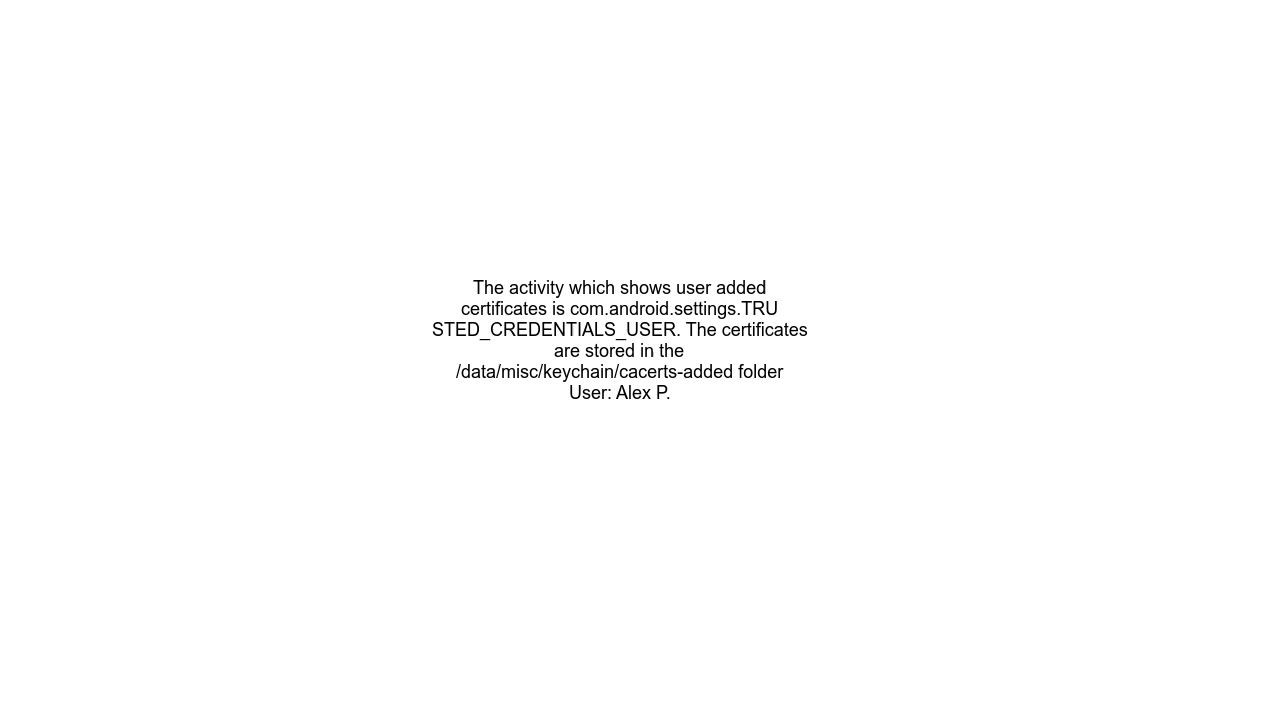 The activity which shows user added
certificates is com.android.settings.TRU
STED_CREDENTIALS_USER. The certificates
are stored in the
/data/misc/keychain/cacerts-added folder
User: Alex P.